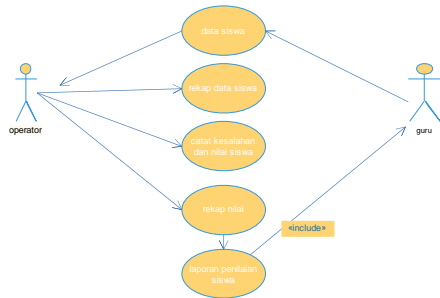 data siswa
rekap data siswa
operator
guru
catat kesalahan
dan nilai siswa
rekap nilai
«include»
laporan penilaian
siswa